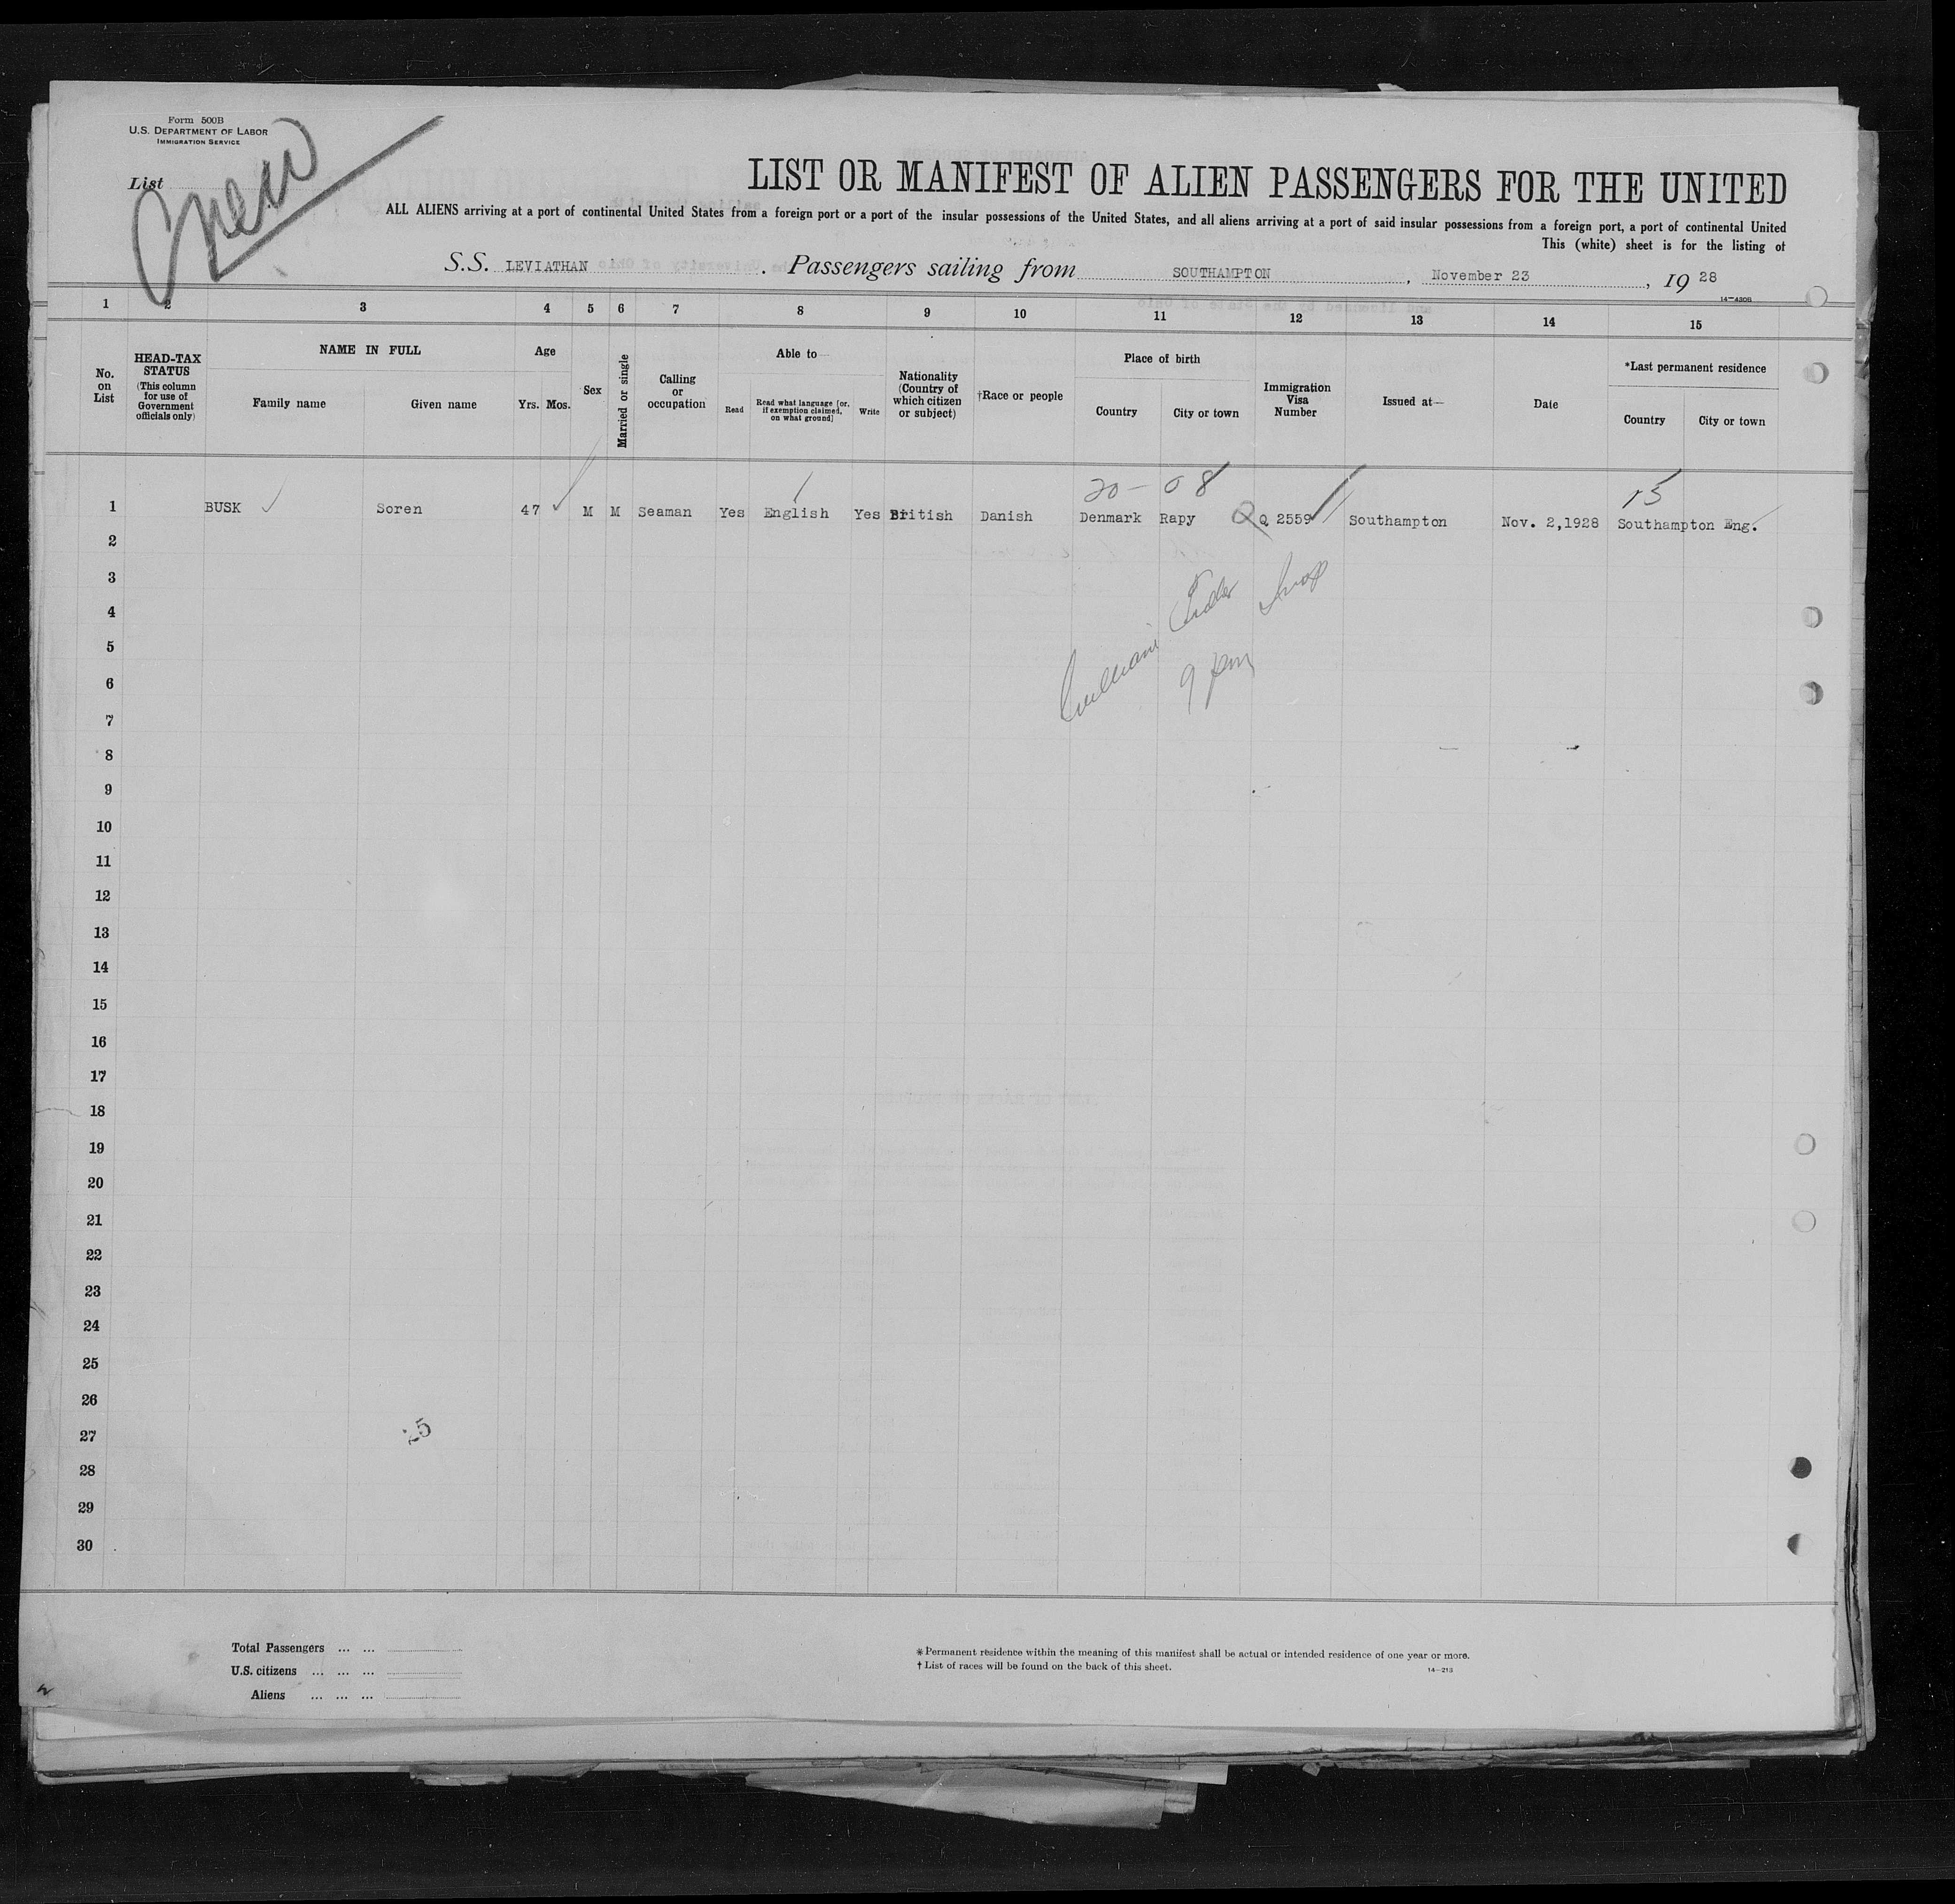 Form 500B
U.S. DEPARTMENT OF LABOR
IMMIGRATION SERVICE
List
Crew
LIST OR MANIFEST OF ALIEN PASSENGERS FOR THE UNITED
ALL ALIENS arriving at a port of continental United States from a foreign port or a port of the insular possessions of the United States, and all aliens arriving at a port of said insular possessions from a foreign port, a port of continental United
This (white) sheet is for the listing of
S.S. LEVIATHAN . Passengers sailing from SOUTHAMPTON , November 23 , 19 28
14-430B
1 2 3 4 5 6 7 8 9 10 11 12 13 14 15
No. on List
HEAD-TAX STATUS
(This column for use of Government officials only)
NAME IN FULL
Family name Given name
Age
Yrs. Mos.
Sex
Married or single
Calling or occupation
Able to—
Read
Read what language [or, if exemption claimed, on what ground]
Write
Nationality (Country of which citizen or subject)
†Race or people
Place of birth
Country City or town
Immigration Visa Number
Issued at—
Date
*Last permanent residence
Country City or town
20- 08 15
1 BUSK Soren 47 M M Seaman Yes English Yes British Danish Denmark Rapy Q Q 2559 Southampton Nov. 2,1928 Southampton Eng.
2
3
4
5
9 pm
6
7
8
9
10
11
12
13
14
15
16
17
18
19
20
21
22
23
24
25
26
27
25
28
29
30
Total Passengers ... ...
U.S. citizens ... ... ...
Aliens ... ... ...
* Permanent residence within the meaning of this manifest shall be actual or intended residence of one year or more.
† List of races will be found on the back of this sheet.
14-213